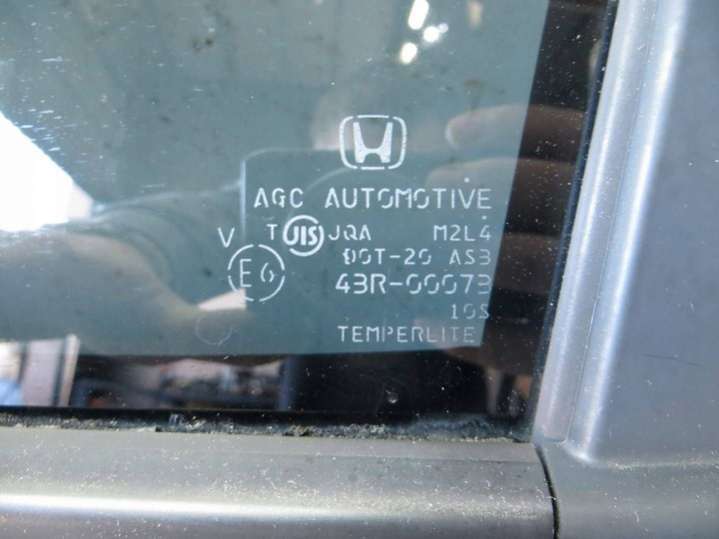 AGC AUTOMOTIVE
V T JIS JQA M2L4
DOT-20 AS3
E6 43R-00073
10S
TEMPERLITE